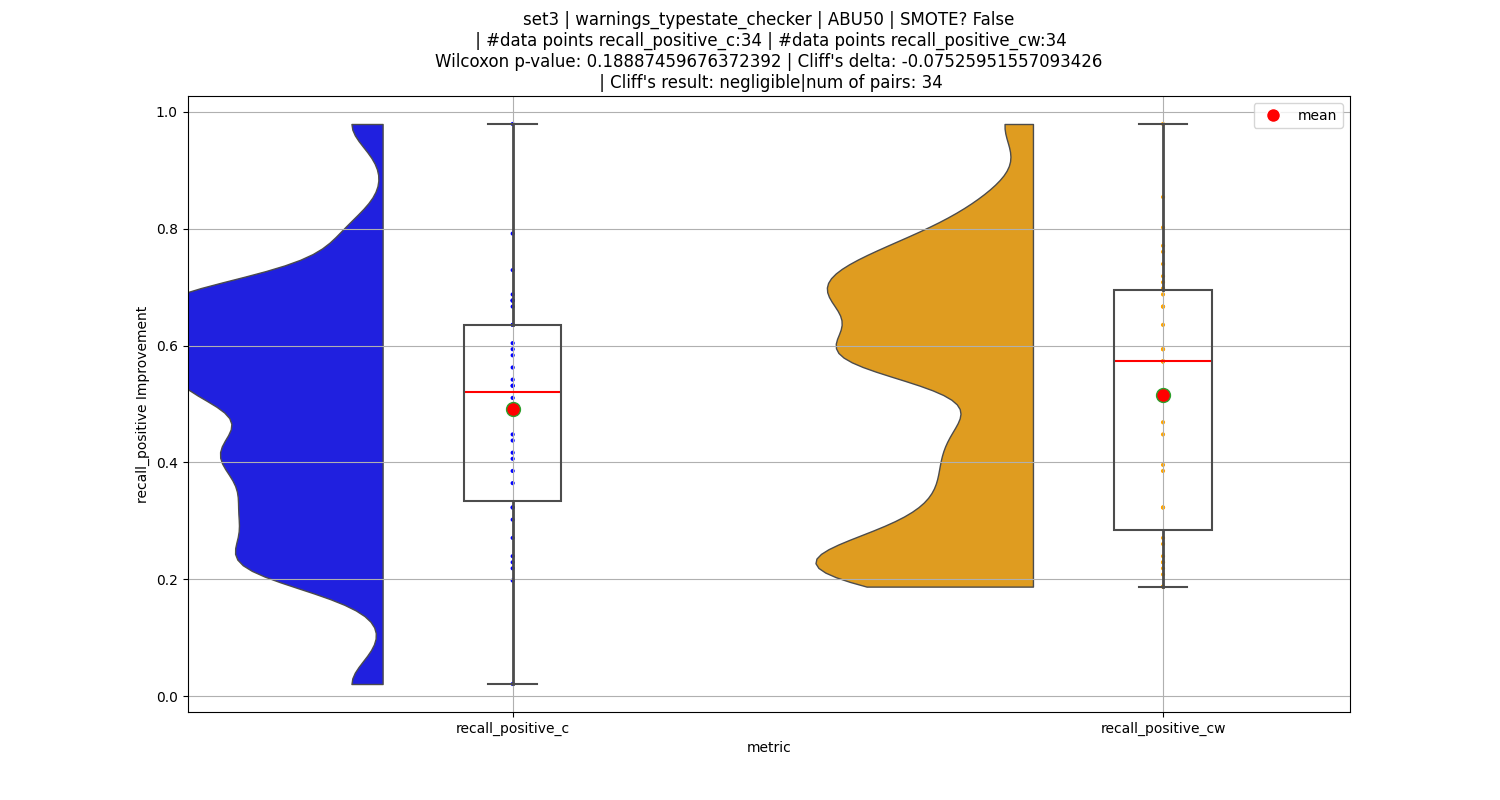 set3 | warnings_typestate_checker | ABU50 | SMOTE? False
| #data points recall_positive_c:34 | #data points recall_positive_cw:34
Wilcoxon p-value: 0.18887459676372392 | Cliff's delta: -0.07525951557093426
| Cliff's result: negligible|num of pairs: 34
mean
recall_positive Improvement
1.0
0.8
0.6
0.4
0.2
0.0
recall_positive_c
recall_positive_cw
metric